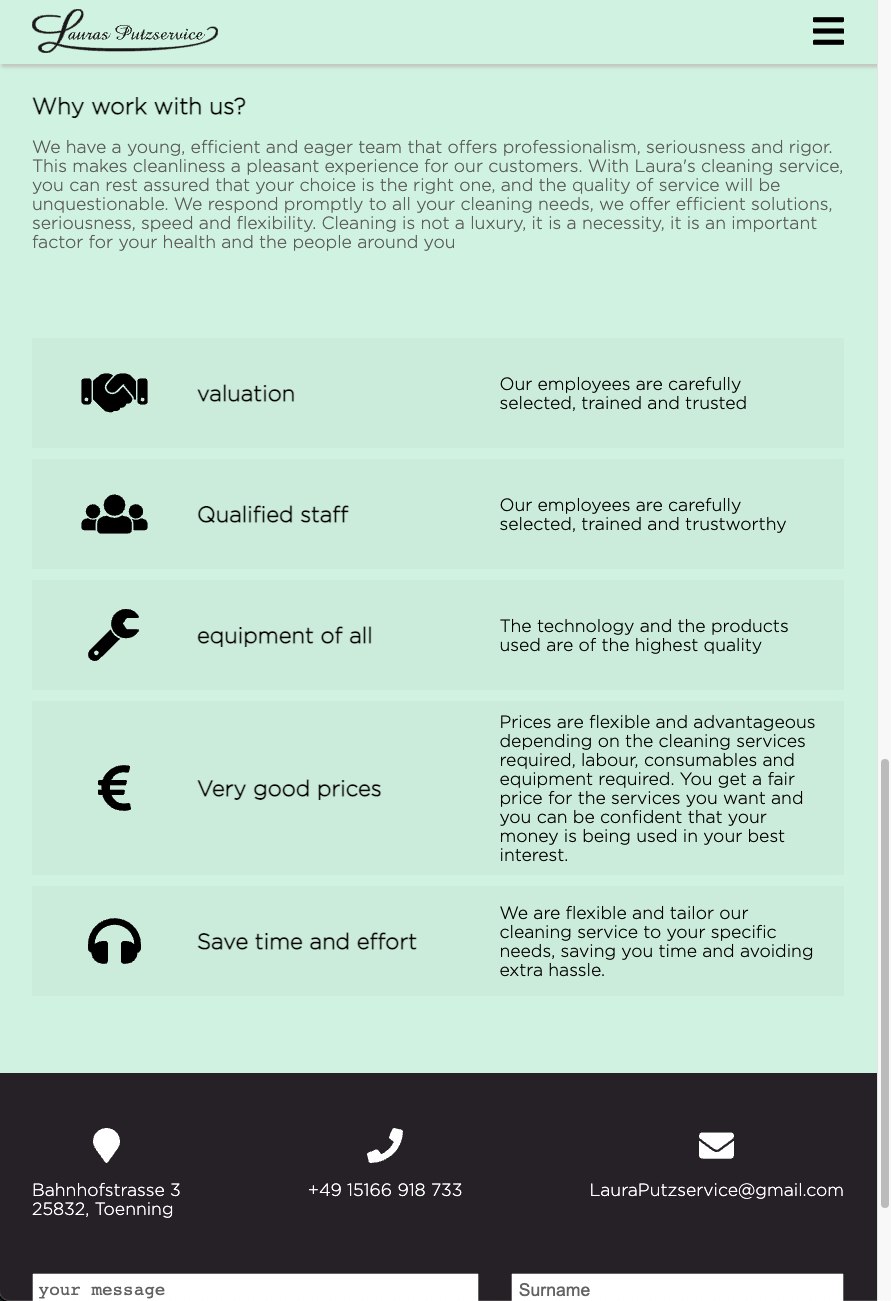 Lauras Putzservice
Why work with us?
We have a young, efficient and eager team that offers professionalism, seriousness and rigor.
This makes cleanliness a pleasant experience for our customers. With Laura's cleaning service,
you can rest assured that your choice is the right one, and the quality of service will be
unquestionable. We respond promptly to all your cleaning needs, we offer efficient solutions,
seriousness, speed and flexibility. Cleaning is not a luxury, it is a necessity, it is an important
factor for your health and the people around you
valuation
Our employees are carefully
selected, trained and trusted
Qualified staff
Our employees are carefully
selected, trained and trustworthy
equipment of all
The technology and the products
used are of the highest quality
Very good prices
Prices are flexible and advantageous
depending on the cleaning services
required, labour, consumables and
equipment required. You get a fair
price for the services you want and
you can be confident that your
money is being used in your best
interest.
Save time and effort
We are flexible and tailor our
cleaning service to your specific
needs, saving you time and avoiding
extra hassle.
Bahnhofstrasse 3
25832, Toenning
+49 15166 918 733
LauraPutzservice@gmail.com
your message
Surname